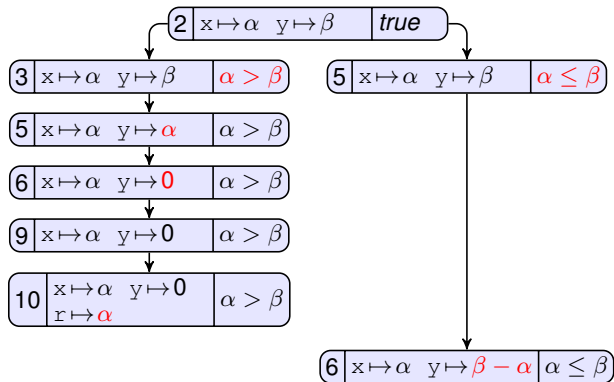 2 x↦α y↦β true
3 x↦α y↦β α > β
5 x↦α y↦β α ≤ β
5 x↦α y↦α α > β
6 x↦α y↦0 α > β
9 x↦α y↦0 α > β
10 x↦α y↦0 α > β
r↦α
6 x↦α y↦β − α α ≤ β